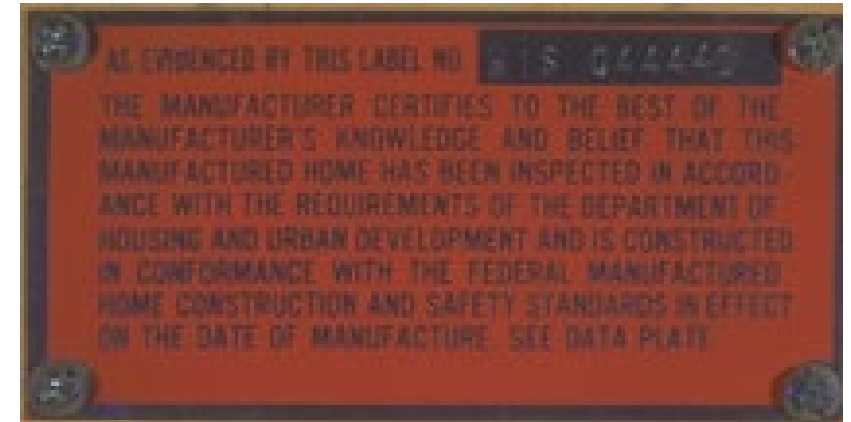 AS EVIDENCED BY THIS LABEL NO.
THE MANUFACTURER CERTIFIES TO THE BEST OF THE
MANUFACTURER'S KNOWLEDGE AND BELIEF THAT THIS
MANUFACTURED HOME HAS BEEN INSPECTED IN ACCORD-
ANCE WITH THE REQUIREMENTS OF THE DEPARTMENT OF
HOUSING AND URBAN DEVELOPMENT AND IS CONSTRUCTED
IN CONFORMANCE WITH THE FEDERAL MANUFACTURED
HOME CONSTRUCTION AND SAFETY STANDARDS IN EFFECT
ON THE DATE OF MANUFACTURE. SEE DATA PLATE